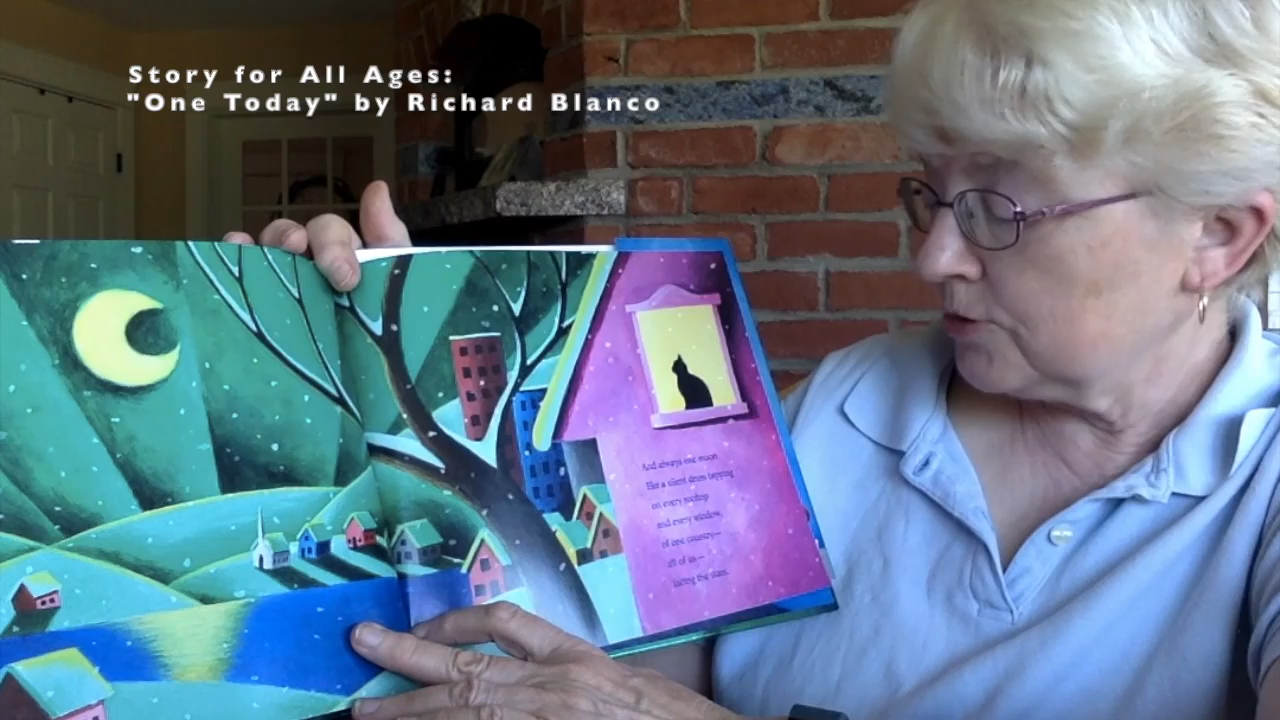 Story for All Ages:
"One Today" by Richard Blanco
And always one moon
like a silent drum tapping
on every rooftop
and every window,
of one country—
all of us—
facing the stars.